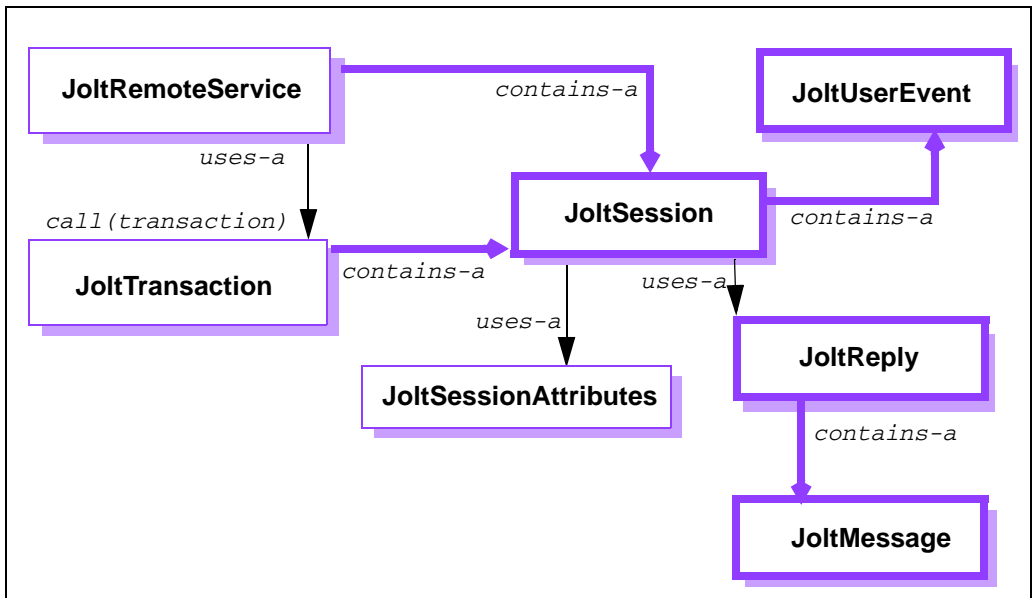 JoltRemoteService
contains-a
JoltUserEvent
uses-a
JoltSession
contains-a
call(transaction)
JoltTransaction
contains-a
uses-a
uses-a
JoltReply
JoltSessionAttributes
contains-a
JoltMessage